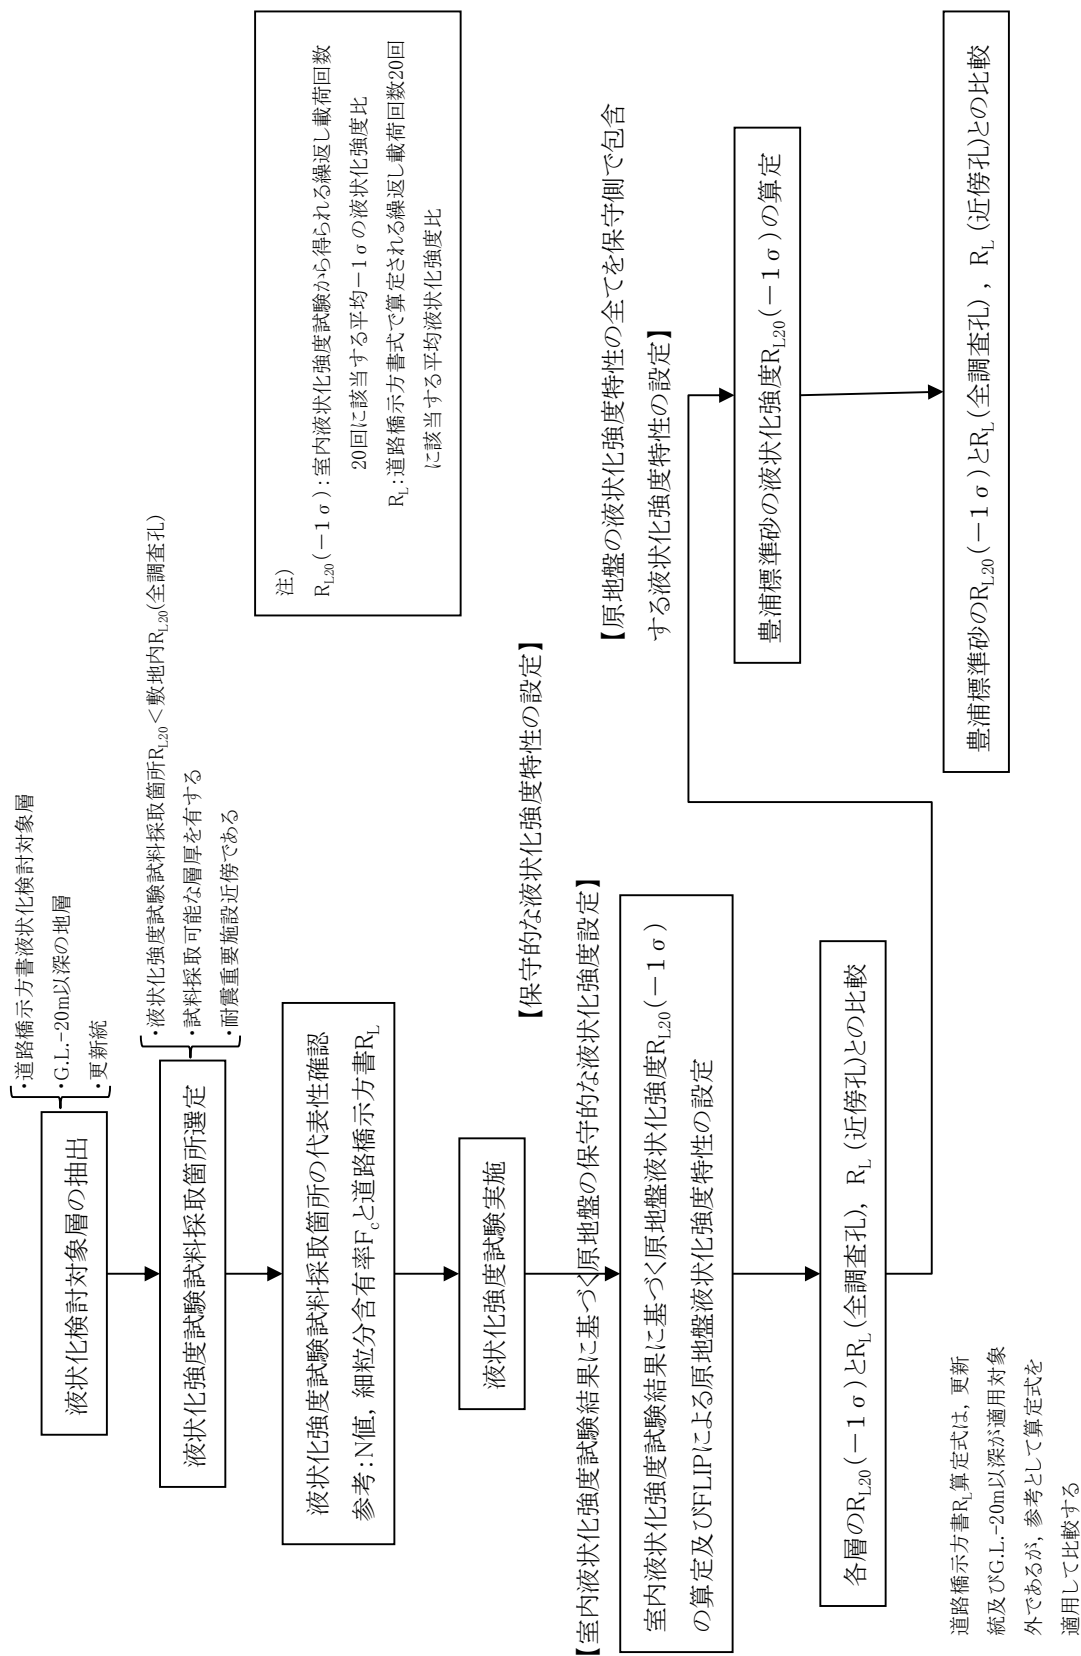 ・道路橋示方書液状化検討対象層
・G.L.-20m以深の地層
・更新統
液状化検討対象層の抽出
・液状化強度試験試料採取箇所RL20＜敷地内RL20(全調査孔)
・試料採取可能な層厚を有する
・耐震重要施設近傍である
液状化強度試験試料採取箇所選定
液状化強度試験試料採取箇所の代表性確認
参考：N値，細粒分含有率Fcと道路橋示方書RL
液状化強度試験実施
注）
RL20(－1σ)：室内液状化強度試験から得られる繰返し載荷回数
20回に該当する平均－1σの液状化強度比
RL：道路橋示方書式で算定される繰返し載荷回数20回
に該当する平均液状化強度比
【保守的な液状化強度特性の設定】
【室内液状化強度試験結果に基づく原地盤の保守的な液状化強度設定】
室内液状化強度試験結果に基づく原地盤液状化強度RL20(－1σ)
の算定及びFLIPによる原地盤液状化強度特性の設定
各層のRL20(－1σ)とRL(全調査孔)，RL(近傍孔)との比較
道路橋示方書RL算定式は，更新
統及びG.L.-20m以深が適用対象
外であるが，参考として算定式を
適用して比較する
【原地盤の液状化強度特性の全てを保守側で包含
する液状化強度特性の設定】
豊浦標準砂の液状化強度RL20(－1σ)の算定
豊浦標準砂のRL20(－1σ)とRL(全調査孔)，RL(近傍孔)との比較